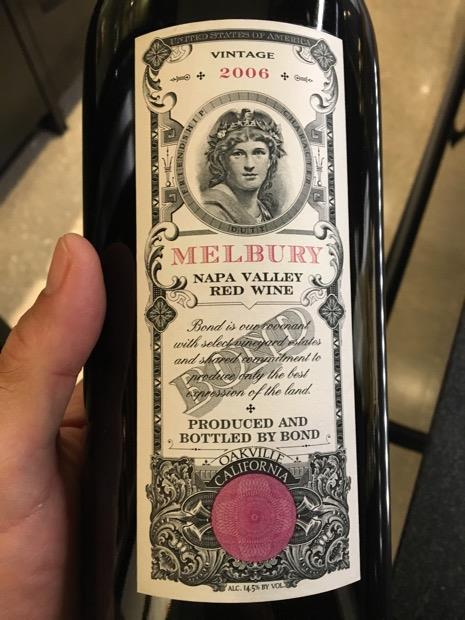 UNITED STATES OF AMERICA
VINTAGE
2006
FRIENDSHIP
CHARACTER
DUTY
MELBURY
NAPA VALLEY
RED WINE
BOND
Bond is our covenant
with select vineyard estates
and shared commitment to
produce only the best
expression of the land.
PRODUCED AND
BOTTLED BY BOND
OAKVILLE
CALIFORNIA
ALC. 14.5% BY VOL.